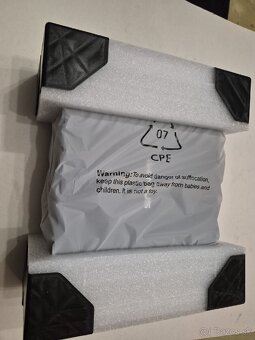 07
CPE
Warning: To avoid danger of suffocation,
keep this plastic bag away from babies and
children. It is not a toy.